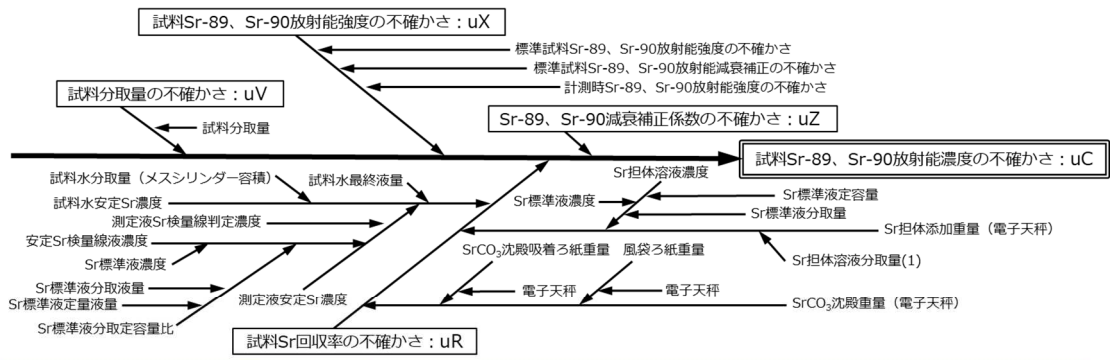 試料Sr-89、Sr-90放射能強度の不確かさ：uX
標準試料Sr-89、Sr-90放射能強度の不確かさ
標準試料Sr-89、Sr-90放射能減衰補正の不確かさ
計測時Sr-89、Sr-90放射能強度の不確かさ
試料分取量の不確かさ：uV
試料分取量
Sr-89、Sr-90減衰補正係数の不確かさ：uZ
試料Sr-89、Sr-90放射能濃度の不確かさ：uC
試料水分取量（メスシリンダー容積）
試料水最終液量
試料水安定Sr濃度
測定液Sr検量線判定濃度
安定Sr検量線液濃度
Sr標準液濃度
Sr標準液分取液量
Sr標準液定量液量
Sr標準液分取定容量比
測定液安定Sr濃度
Sr担体溶液濃度
Sr標準液濃度
Sr標準液定容量
Sr標準液分取量
Sr担体添加重量（電子天秤）
Sr担体溶液分取量(1)
SrCO₃沈殿吸着ろ紙重量
風袋ろ紙重量
電子天秤
電子天秤
SrCO₃沈殿重量（電子天秤）
試料Sr回収率の不確かさ：uR